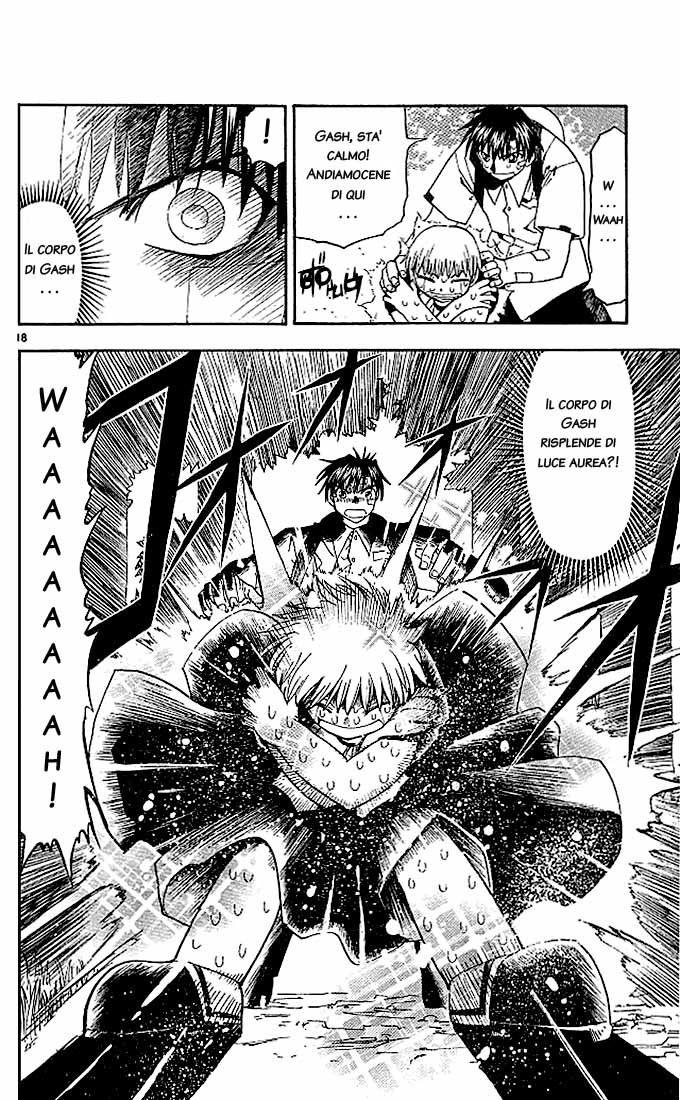 GASH, STA'
CALMO!
ANDIAMOCENE
DI QUI
...
W
...
WAAH
...
!
IL CORPO
DI GASH
...
18
IL CORPO DI
GASH
RISPLENDE DI
LUCE AUREA?!
WAAAAAAAAAH!